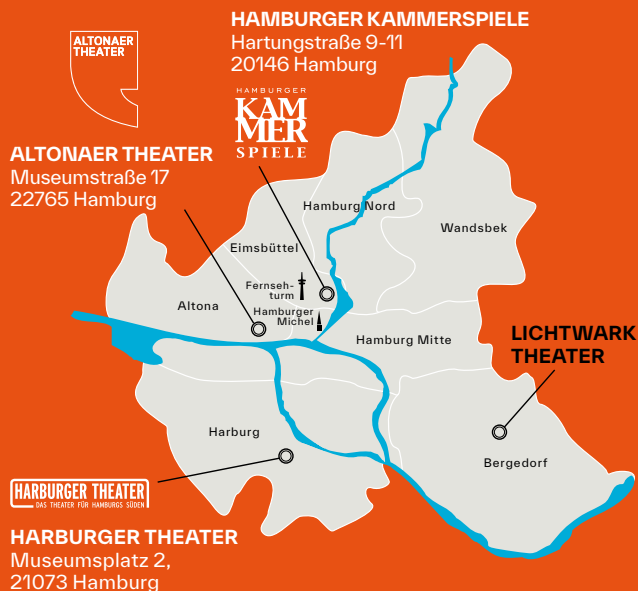 HAMBURGER KAMMERSPIELE
Hartungstraße 9-11
20146 Hamburg
ALTONAER
THEATER
HAMBURGER
KAM
MER
SPIELE
ALTONAER THEATER
Museumstraße 17
22765 Hamburg
Hamburg Nord
Wandsbek
Eimsbüttel
Fernseh-
turm
Altona
Hamburger
Michel
Hamburg Mitte
LICHTWARK
THEATER
Harburg
Bergedorf
HARBURGER THEATER
DAS THEATER FÜR HAMBURGS SÜDEN
HARBURGER THEATER
Museumsplatz 2,
21073 Hamburg